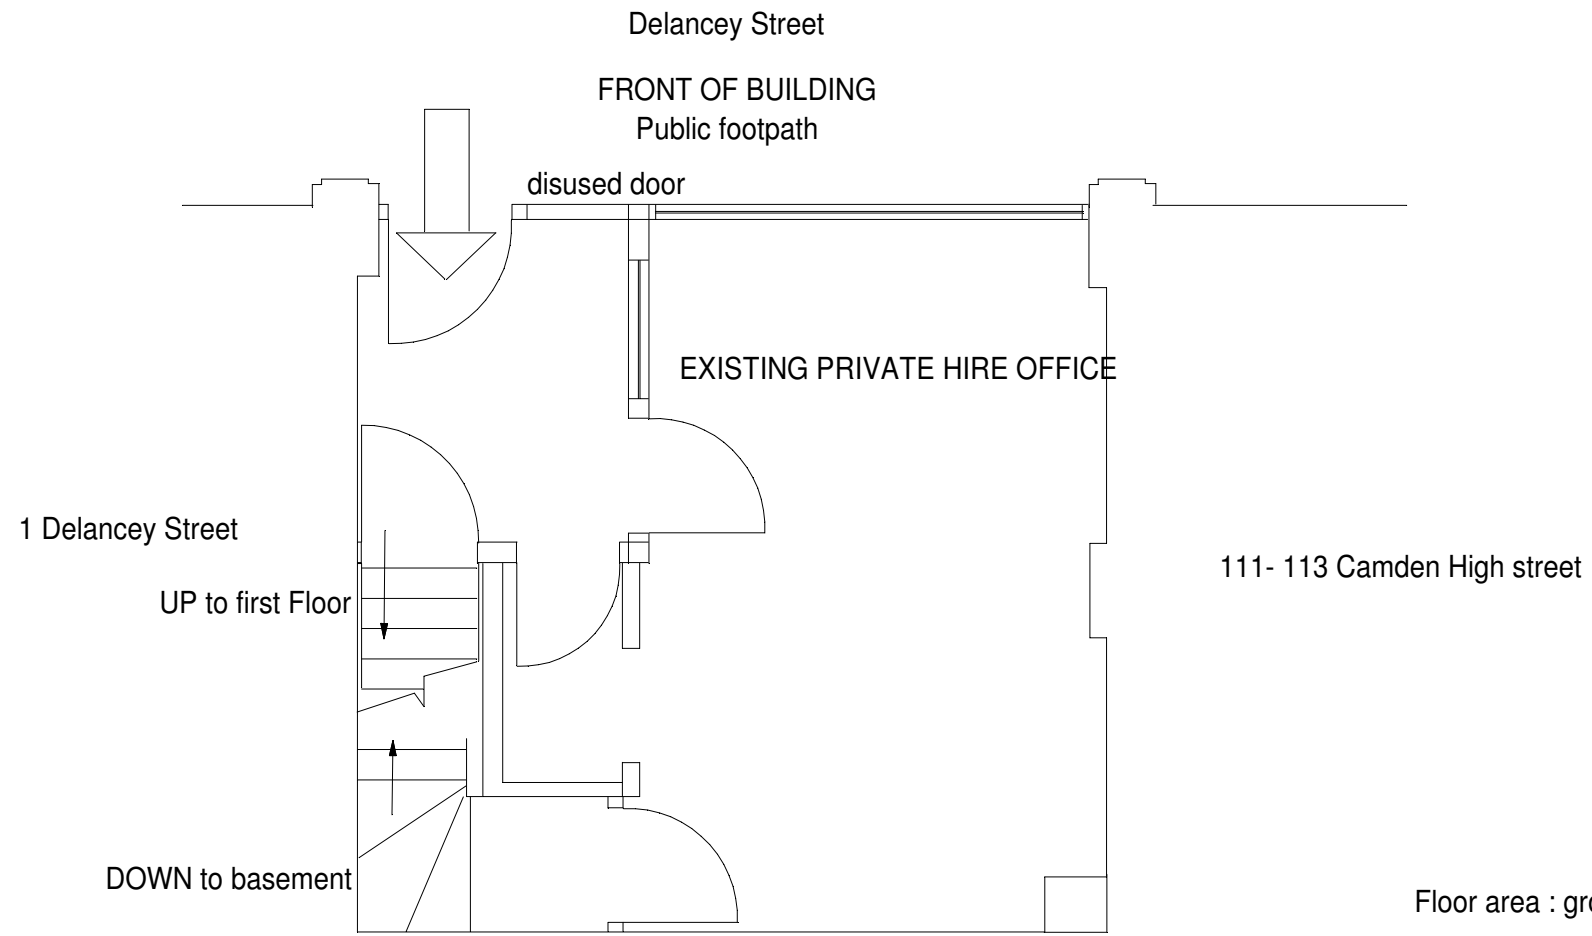 Delancey Street
FRONT OF BUILDING
Public footpath
disused door
EXISTING PRIVATE HIRE OFFICE
1 Delancey Street
111- 113 Camden High street
UP to first Floor
DOWN to basement
Floor area :